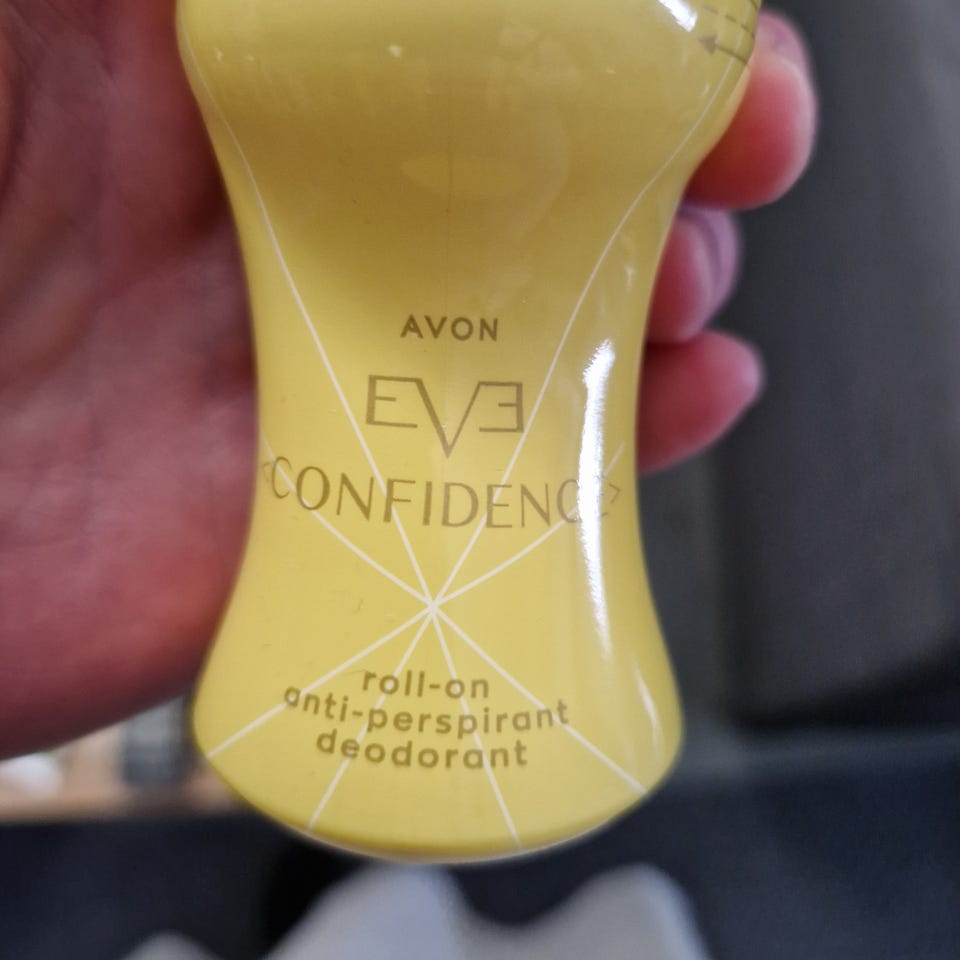 AVON
EVE
<CONFIDENCE>
roll-on
anti-perspirant
deodorant